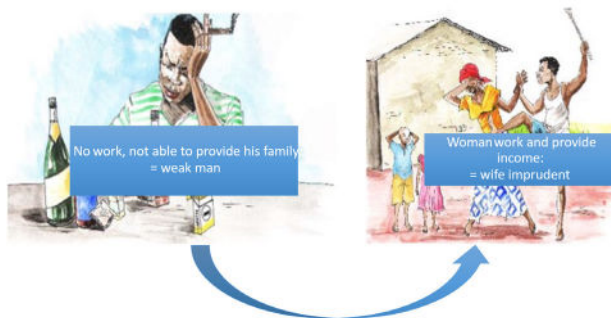 No work, not able to provide his family
= weak man
Woman work and provide
income:
= wife imprudent